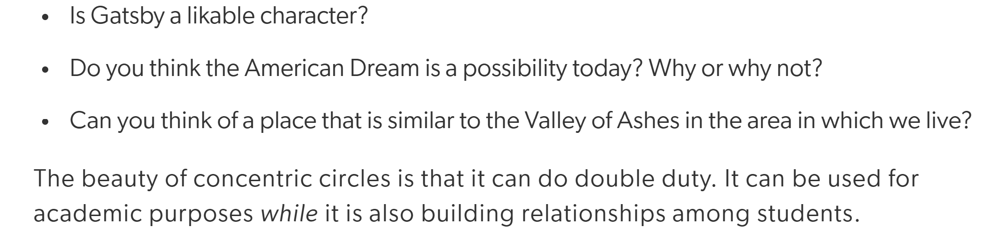 • Is Gatsby a likable character?
• Do you think the American Dream is a possibility today? Why or why not?
• Can you think of a place that is similar to the Valley of Ashes in the area in which we live?
The beauty of concentric circles is that it can do double duty. It can be used for
academic purposes while it is also building relationships among students.